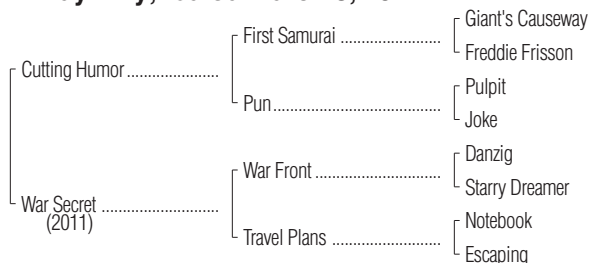 First Samurai
Giant's Causeway
Freddie Frisson
Cutting Humor
Pun
Pulpit
Joke
War Secret
(2011)
War Front
Danzig
Starry Dreamer
Travel Plans
Notebook
Escaping